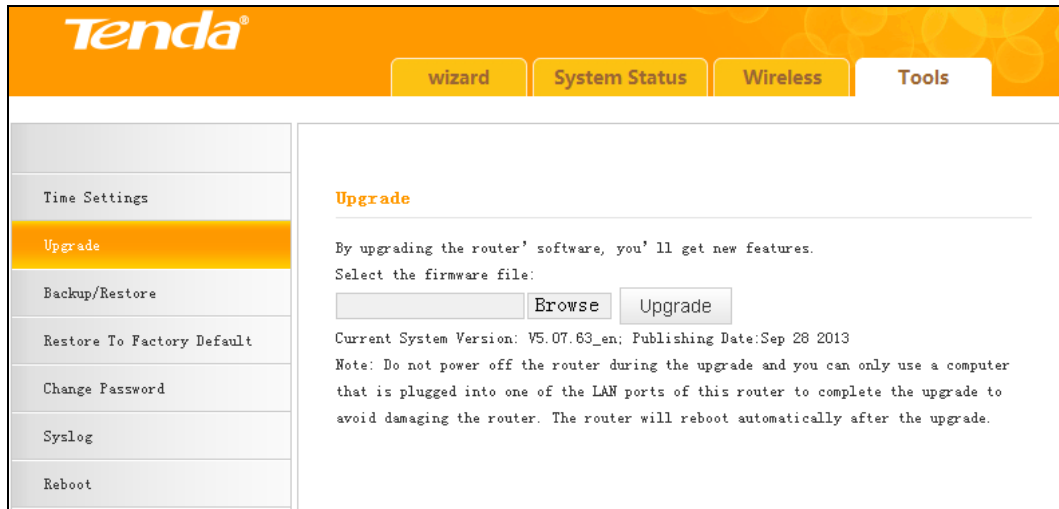 Tenda®
wizard
System Status
Wireless
Tools
Time Settings
Upgrade
Backup/Restore
Restore To Factory Default
Change Password
Syslog
Reboot
Upgrade
By upgrading the router' software, you' ll get new features.
Select the firmware file:
Browse
Upgrade
Current System Version: V5.07.63_en; Publishing Date:Sep 28 2013
Note: Do not power off the router during the upgrade and you can only use a computer
that is plugged into one of the LAN ports of this router to complete the upgrade to
avoid damaging the router. The router will reboot automatically after the upgrade.